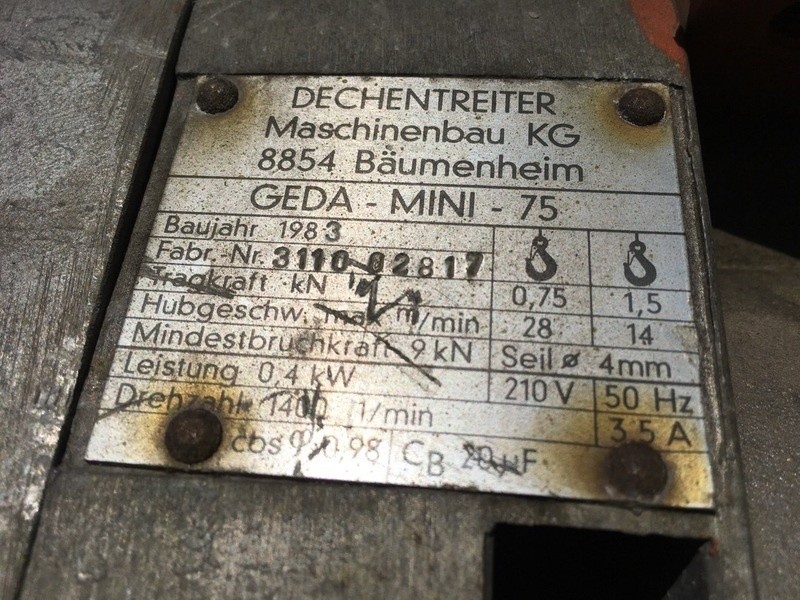 DECHENTREITER
Maschinenbau KG
8854 Bäumenheim
GEDA - MINI - 75
Baujahr 1983
Fabr.-Nr. 3110 02817
Tragkraft kN 0,75 1,5
Hubgeschw. max m/min 28 14
Mindestbruchkraft 9 kN Seil ø 4mm
Leistung 0,4 kW 210 V 50 Hz
Drehzahl 1400 1/min 3,5 A
cos φ 0,98 CB 20µF